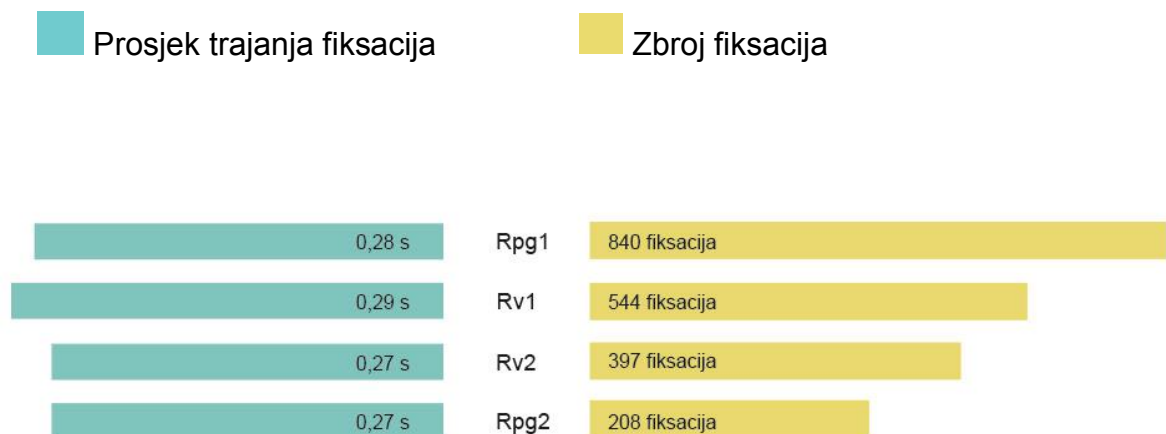 Prosjek trajanja fiksacija Zbroj fiksacija
0,28 s Rpg1 840 fiksacija
0,29 s Rv1 544 fiksacija
0,27 s Rv2 397 fiksacija
0,27 s Rpg2 208 fiksacija